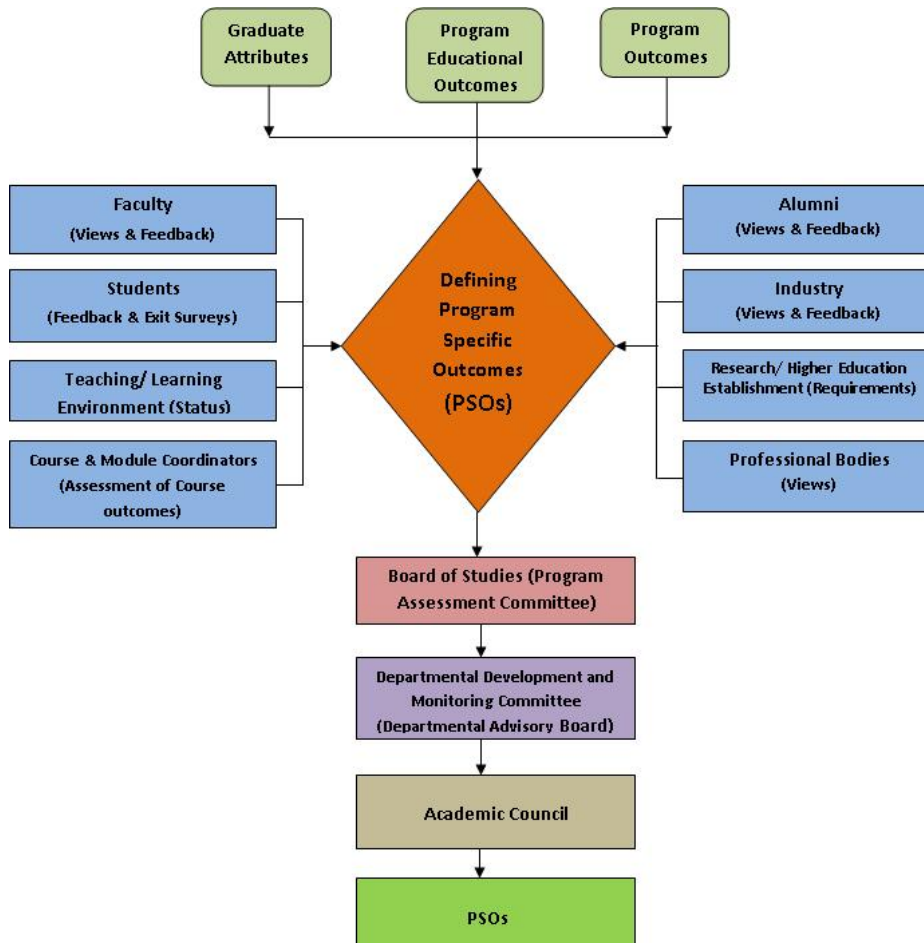 Graduate
Attributes
Program
Educational
Outcomes
Program
Outcomes
Faculty
(Views & Feedback)
Students
(Feedback & Exit Surveys)
Teaching/ Learning
Environment (Status)
Course & Module Coordinators
(Assessment of Course
outcomes)
Defining
Program
Specific
Outcomes
(PSOs)
Alumni
(Views & Feedback)
Industry
(Views & Feedback)
Research/ Higher Education
Establishment (Requirements)
Professional Bodies
(Views)
Board of Studies (Program
Assessment Committee)
Departmental Development and
Monitoring Committee
(Departmental Advisory Board)
Academic Council
PSOs